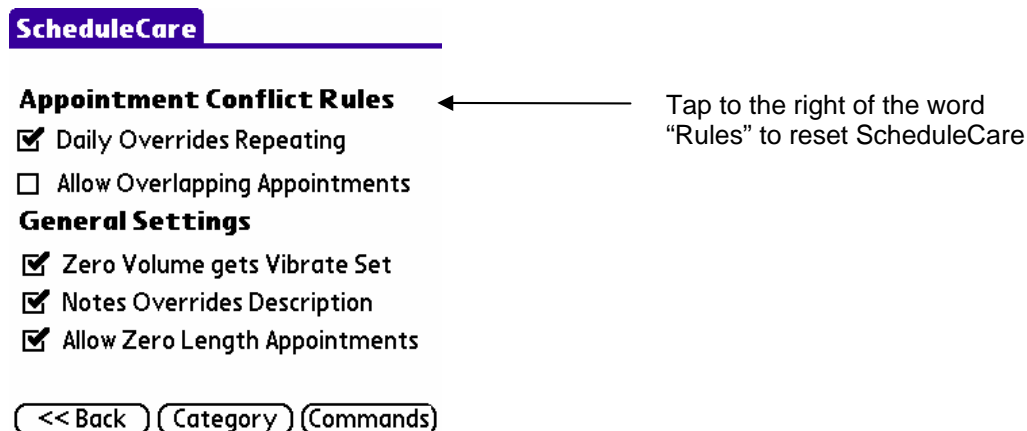 ScheduleCare
Appointment Conflict Rules
Daily Overrides Repeating
Allow Overlapping Appointments
General Settings
Zero Volume gets Vibrate Set
Notes Overrides Description
Allow Zero Length Appointments
<< Back
Category
Commands
Tap to the right of the word
“Rules” to reset ScheduleCare